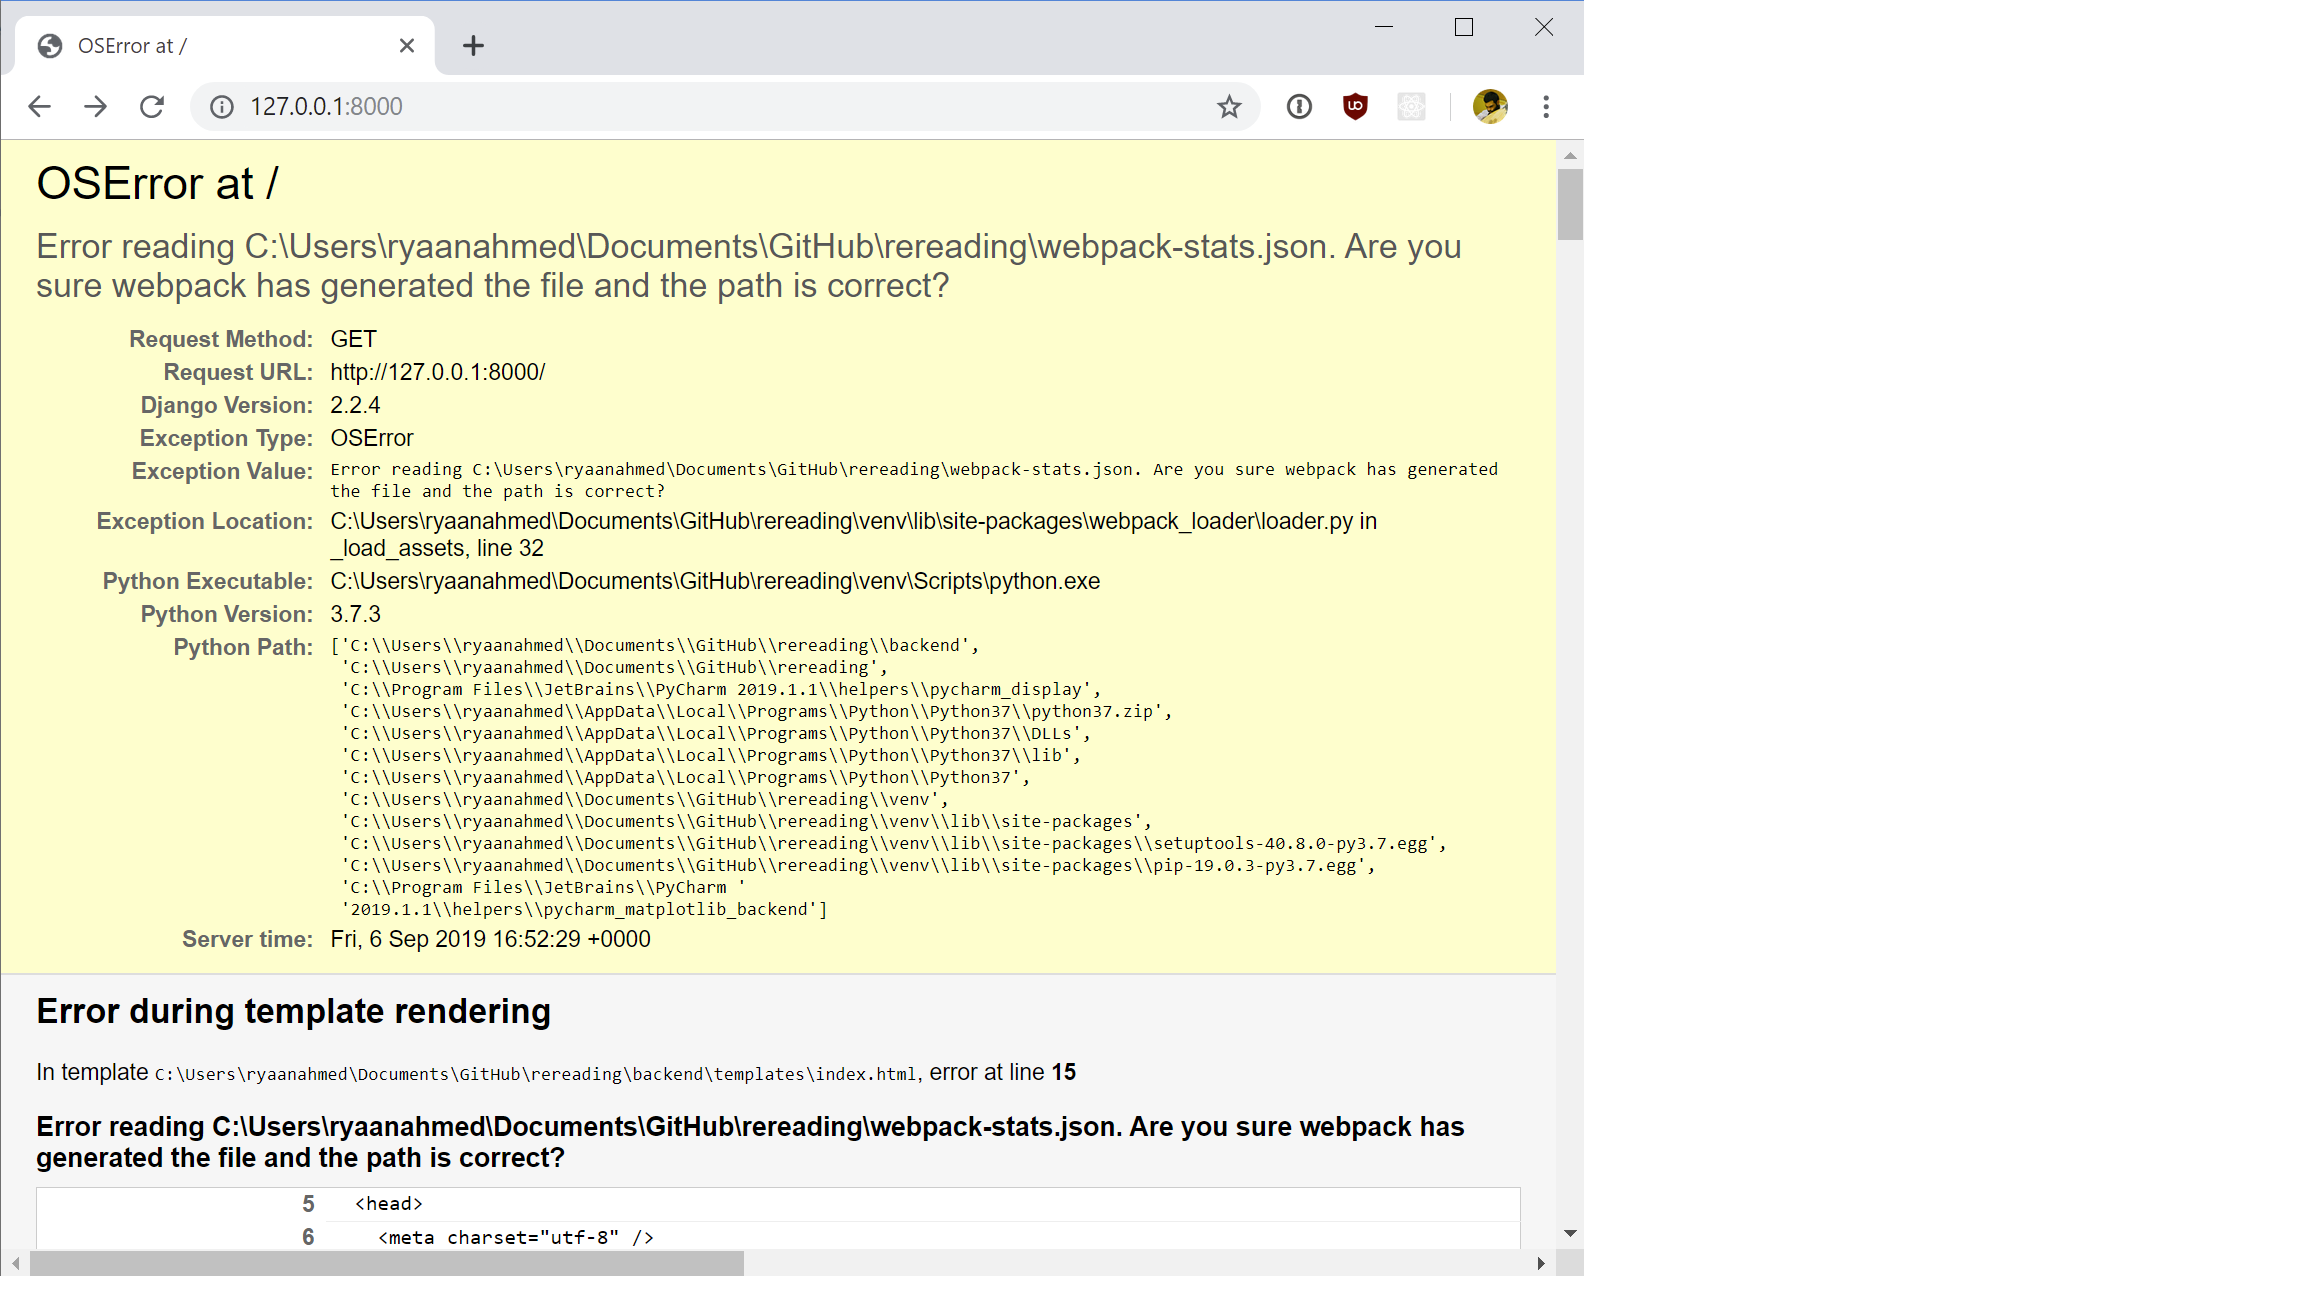 OSError at /
127.0.0.1:8000
OSError at /
Error reading C:\Users\ryaanahmed\Documents\GitHub\rereading\webpack-stats.json. Are you
sure webpack has generated the file and the path is correct?
Request Method: GET
Request URL: http://127.0.0.1:8000/
Django Version: 2.2.4
Exception Type: OSError
Exception Value: Error reading C:\Users\ryaanahmed\Documents\GitHub\rereading\webpack-stats.json. Are you sure webpack has generated
the file and the path is correct?
Exception Location: C:\Users\ryaanahmed\Documents\GitHub\rereading\venv\lib\site-packages\webpack_loader\loader.py in
_load_assets, line 32
Python Executable: C:\Users\ryaanahmed\Documents\GitHub\rereading\venv\Scripts\python.exe
Python Version: 3.7.3
Python Path: ['C:\\Users\\ryaanahmed\\Documents\\GitHub\\rereading\\backend',
'C:\\Users\\ryaanahmed\\Documents\\GitHub\\rereading',
'C:\\Program Files\\JetBrains\\PyCharm 2019.1.1\\helpers\\pycharm_display',
'C:\\Users\\ryaanahmed\\AppData\\Local\\Programs\\Python\\Python37\\python37.zip',
'C:\\Users\\ryaanahmed\\AppData\\Local\\Programs\\Python\\Python37\\DLLs',
'C:\\Users\\ryaanahmed\\AppData\\Local\\Programs\\Python\\Python37\\lib',
'C:\\Users\\ryaanahmed\\AppData\\Local\\Programs\\Python\\Python37',
'C:\\Users\\ryaanahmed\\Documents\\GitHub\\rereading\\venv',
'C:\\Users\\ryaanahmed\\Documents\\GitHub\\rereading\\venv\\lib\\site-packages',
'C:\\Users\\ryaanahmed\\Documents\\GitHub\\rereading\\venv\\lib\\site-packages\\setuptools-40.8.0-py3.7.egg',
'C:\\Users\\ryaanahmed\\Documents\\GitHub\\rereading\\venv\\lib\\site-packages\\pip-19.0.3-py3.7.egg',
'C:\\Program Files\\JetBrains\\PyCharm '
'2019.1.1\\helpers\\pycharm_matplotlib_backend']
Server time: Fri, 6 Sep 2019 16:52:29 +0000
Error during template rendering
In template C:\Users\ryaanahmed\Documents\GitHub\rereading\backend\templates\index.html, error at line 15
Error reading C:\Users\ryaanahmed\Documents\GitHub\rereading\webpack-stats.json. Are you sure webpack has
generated the file and the path is correct?
5 <head>
6 <meta charset="utf-8" />